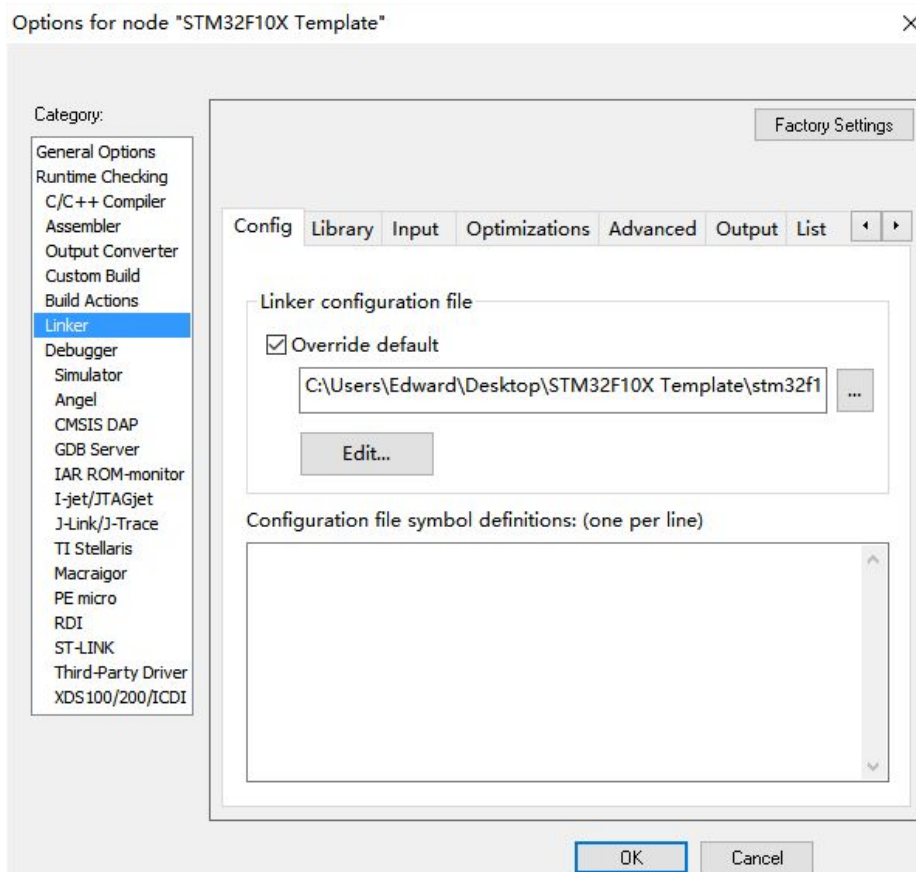 Options for node "STM32F10X Template"
Category:
Factory Settings
General Options
Runtime Checking
C/C++ Compiler
Assembler
Output Converter
Custom Build
Build Actions
Linker
Debugger
Simulator
Angel
CMSIS DAP
GDB Server
IAR ROM-monitor
I-jet/JTAGjet
J-Link/J-Trace
TI Stellaris
Macraigor
PE micro
RDI
ST-LINK
Third-Party Driver
XDS100/200/ICDI
Config Library Input Optimizations Advanced Output List
Linker configuration file
Override default
C:\Users\Edward\Desktop\STM32F10X Template\stm32f1
...
Edit...
Configuration file symbol definitions: (one per line)
OK Cancel